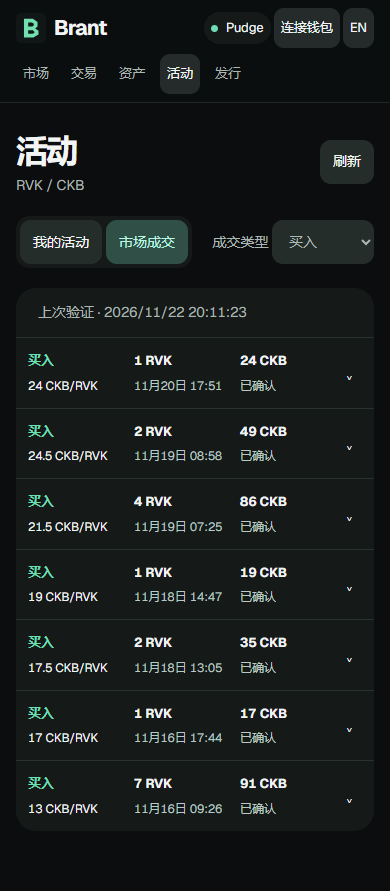 Brant
Pudge
连接钱包
EN
市场
交易
资产
活动
发行
活动
RVK / CKB
刷新
我的活动
市场成交
成交类型
买入
上次验证 · 2026/11/22 20:11:23
买入 1 RVK 24 CKB
24 CKB/RVK 11月20日 17:51 已确认
买入 2 RVK 49 CKB
24.5 CKB/RVK 11月19日 08:58 已确认
买入 4 RVK 86 CKB
21.5 CKB/RVK 11月19日 07:25 已确认
买入 1 RVK 19 CKB
19 CKB/RVK 11月18日 14:47 已确认
买入 2 RVK 35 CKB
17.5 CKB/RVK 11月18日 13:05 已确认
买入 1 RVK 17 CKB
17 CKB/RVK 11月16日 17:44 已确认
买入 7 RVK 91 CKB
13 CKB/RVK 11月16日 09:26 已确认